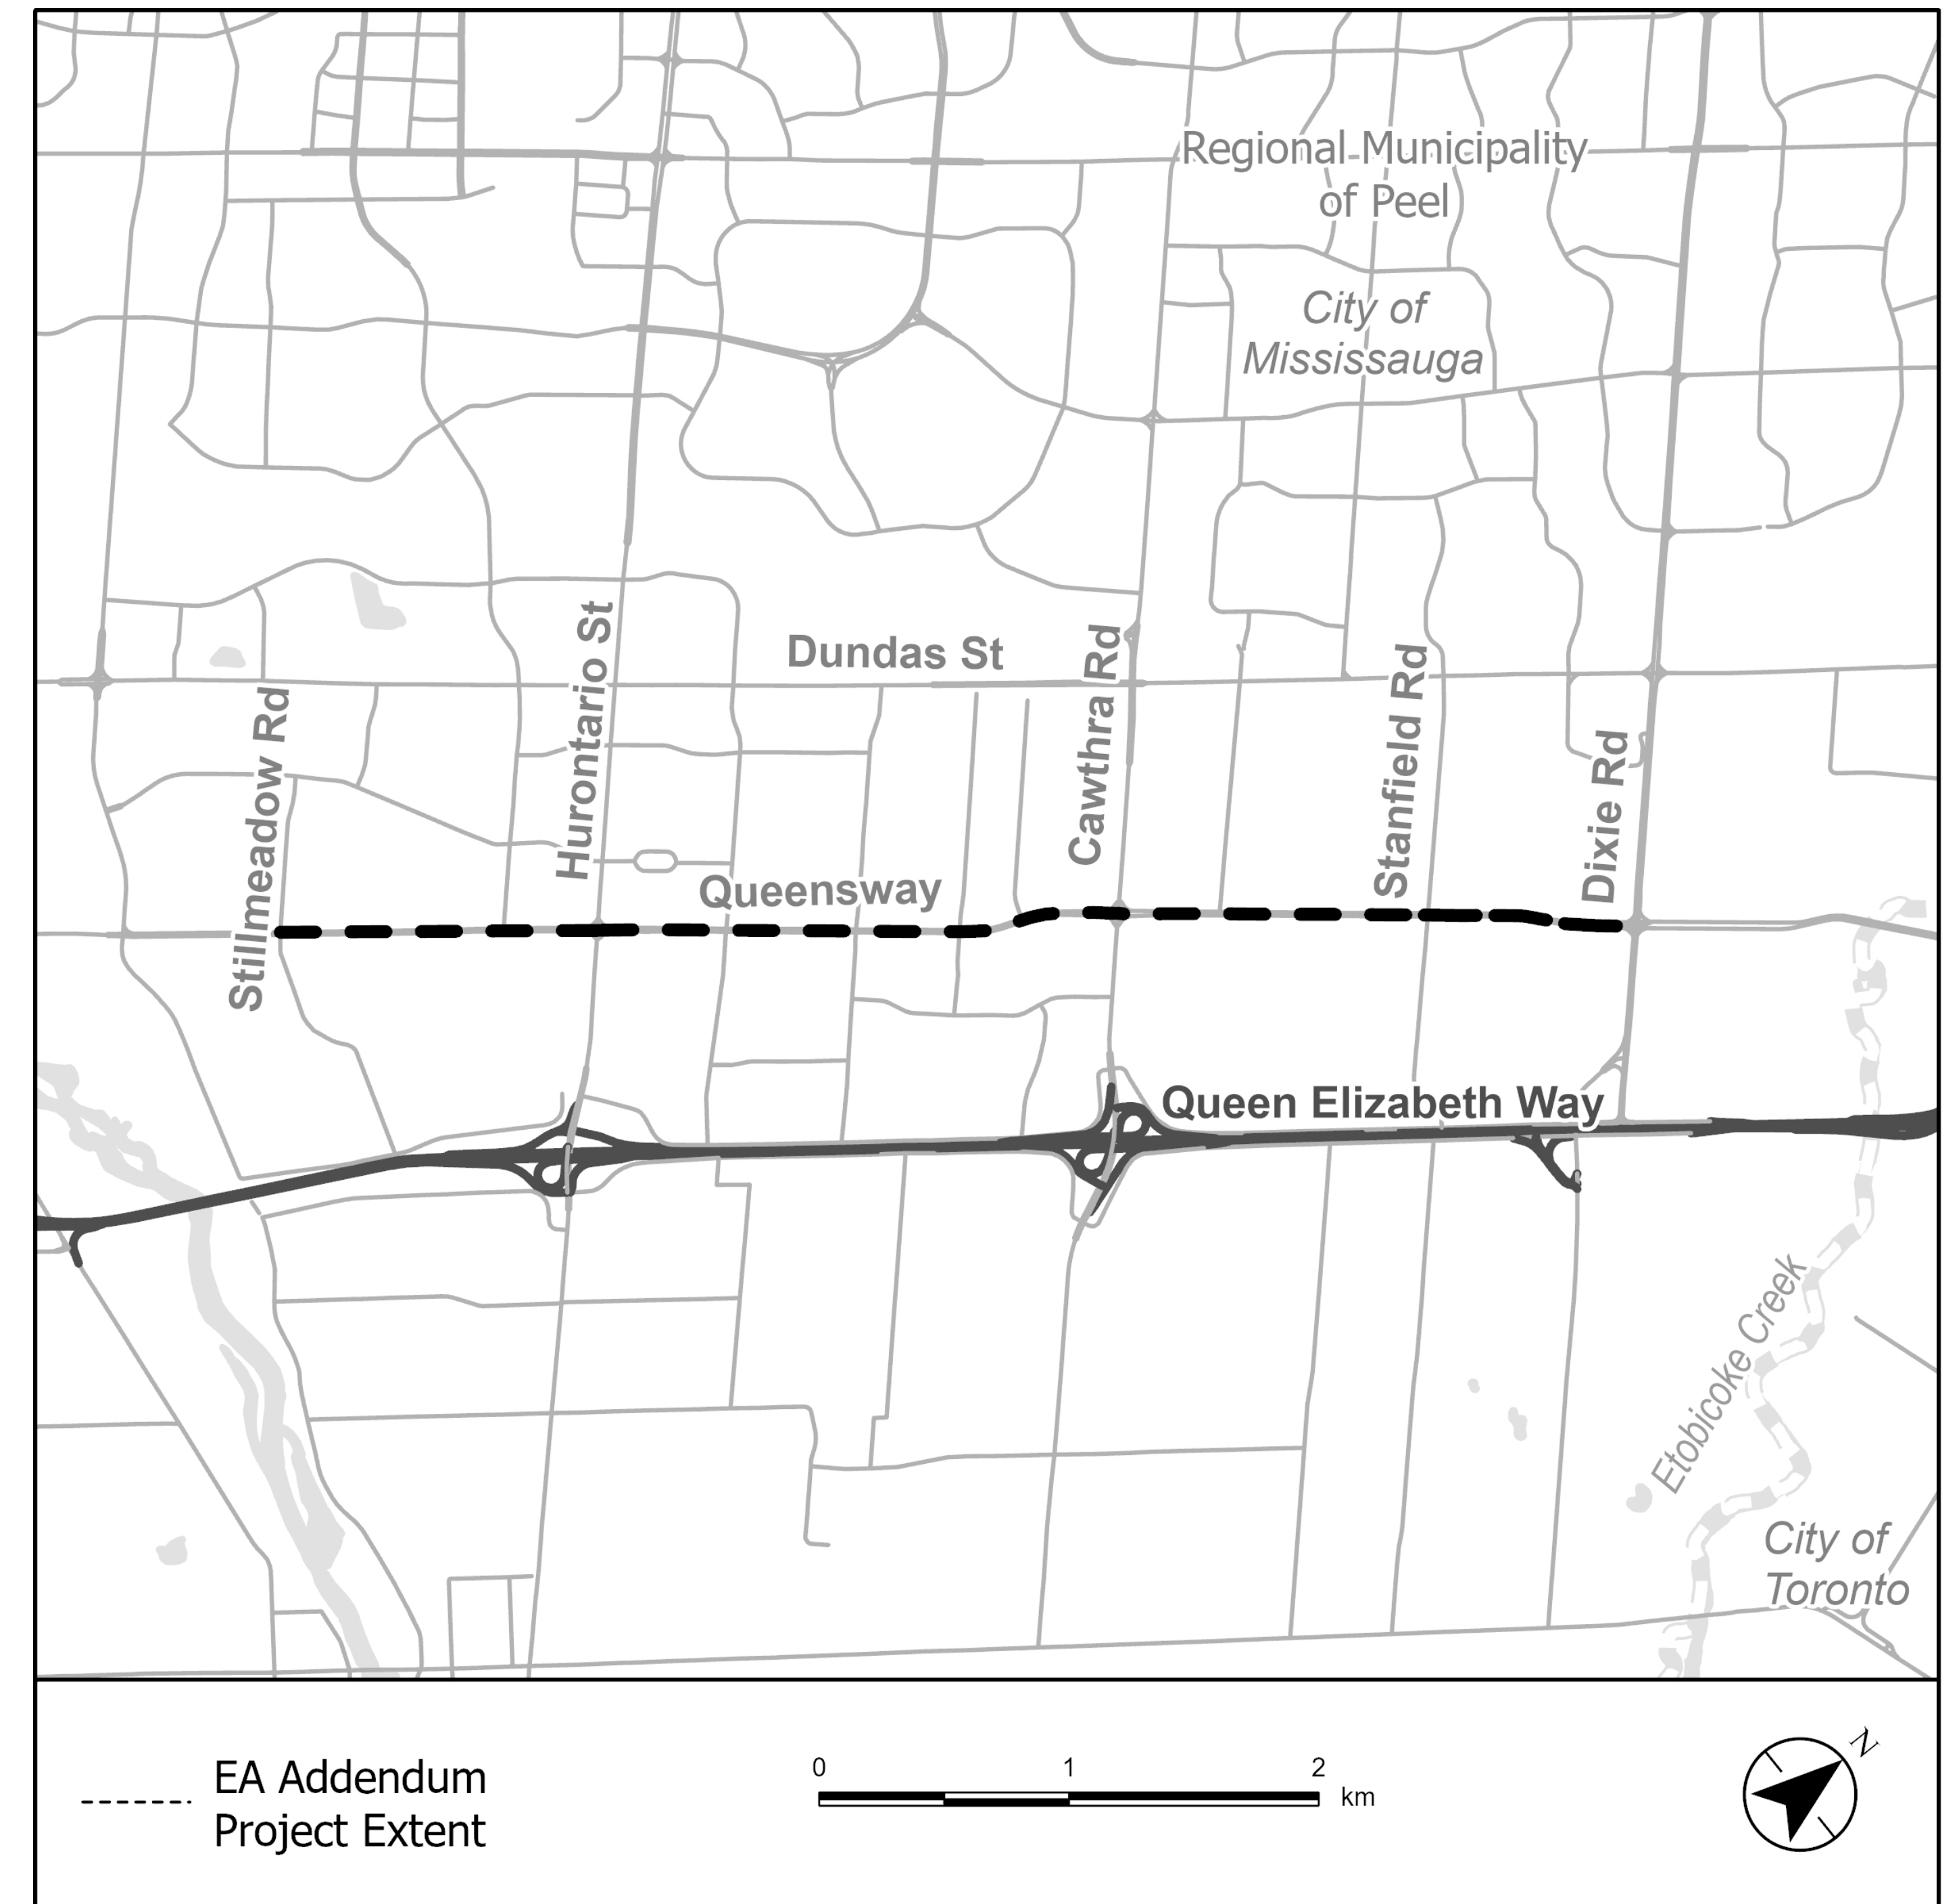 Regional Municipality
of Peel
City of
Mississauga
Dundas St
Hurontario St
Cawthra Rd
Stillmeadow Rd
Stanfield Rd
Dixie Rd
Queensway
Queen Elizabeth Way
Etobicoke Creek
City of
Toronto
EA Addendum
Project Extent
0 1 2
km
N